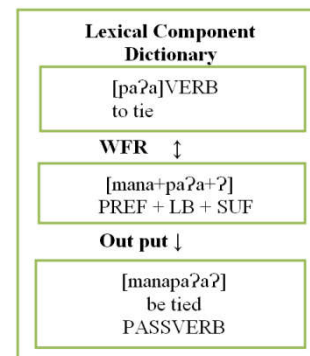 Lexical Component
Dictionary
[paʔa]VERB
to tie
WFR ↕
[mana+paʔa+ʔ]
PREF + LB + SUF
Out put ↓
[manapaʔaʔ]
be tied
PASSVERB